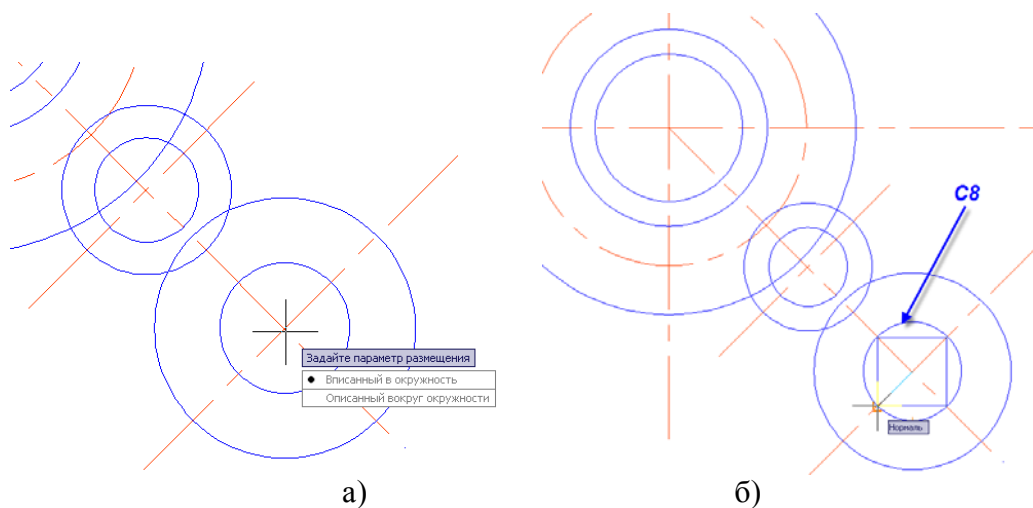 Задайте параметр размещения
Вписанный в окружность
Описанный вокруг окружности
а)
C8
Нормаль
б)